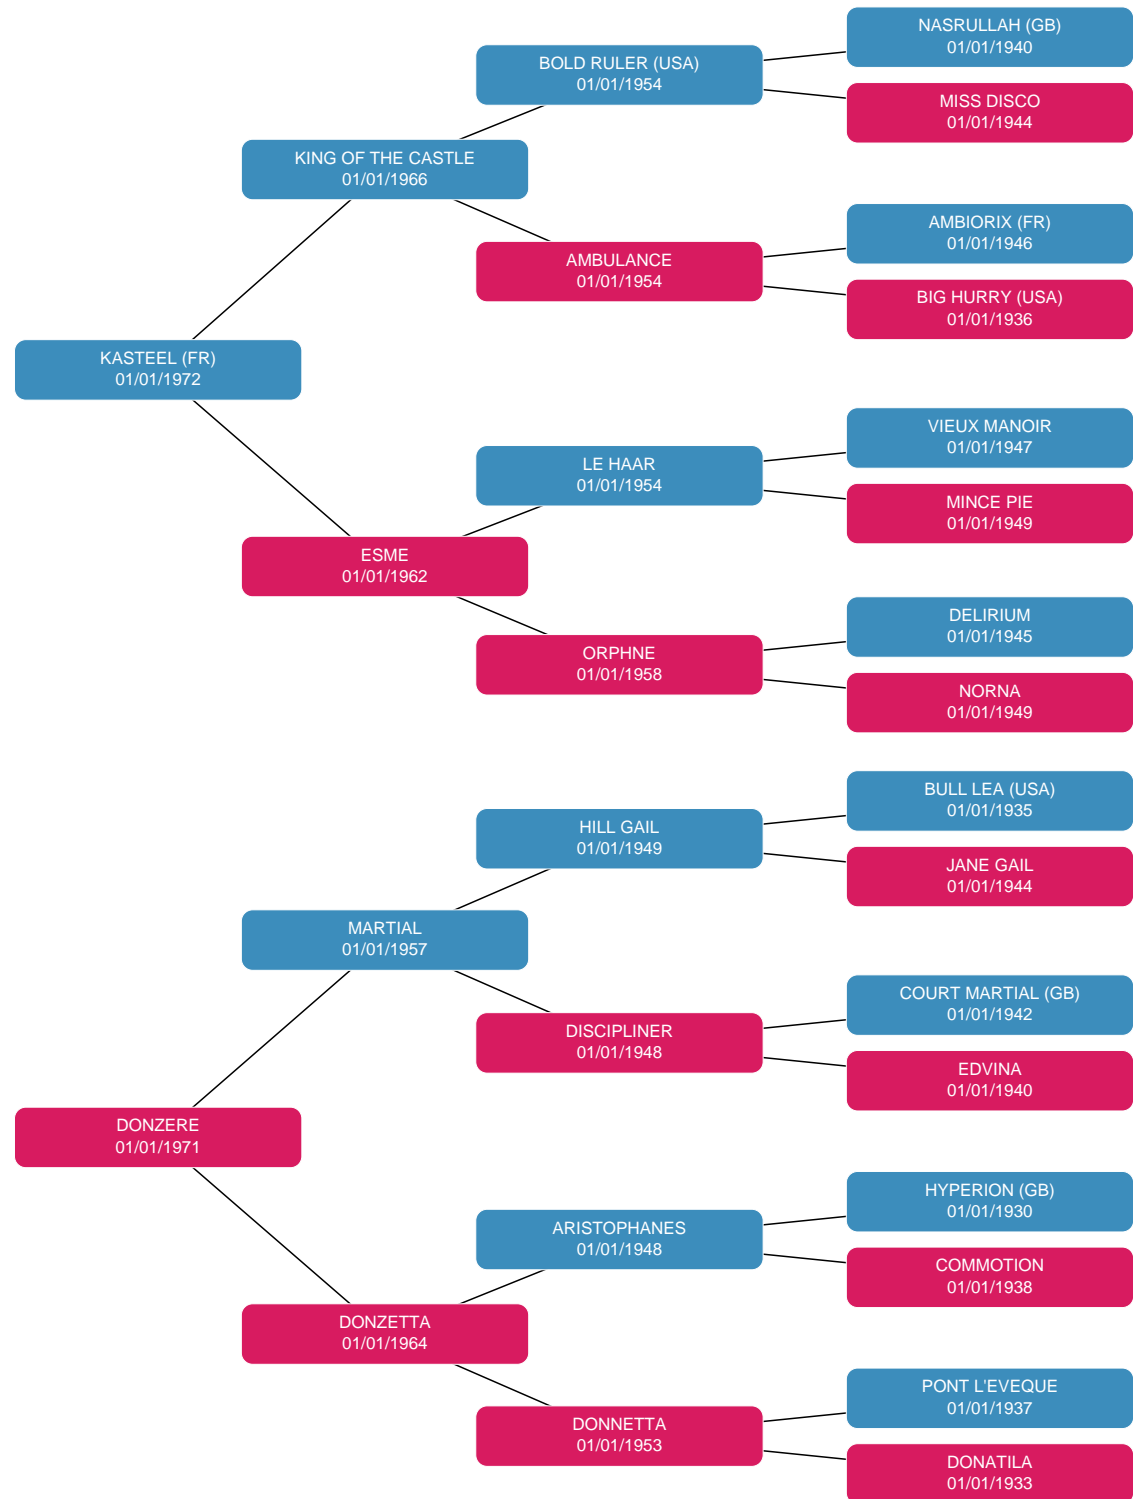 NASRULLAH (GB)
01/01/1940
BOLD RULER (USA)
01/01/1954
MISS DISCO
01/01/1944
KING OF THE CASTLE
01/01/1966
AMBIORIX (FR)
01/01/1946
AMBULANCE
01/01/1954
BIG HURRY (USA)
01/01/1936
KASTEEL (FR)
01/01/1972
VIEUX MANOIR
01/01/1947
LE HAAR
01/01/1954
MINCE PIE
01/01/1949
ESME
01/01/1962
DELIRIUM
01/01/1945
ORPHNE
01/01/1958
NORNA
01/01/1949
BULL LEA (USA)
01/01/1935
HILL GAIL
01/01/1949
JANE GAIL
01/01/1944
MARTIAL
01/01/1957
COURT MARTIAL (GB)
01/01/1942
DISCIPLINER
01/01/1948
EDVINA
01/01/1940
DONZERE
01/01/1971
HYPERION (GB)
01/01/1930
ARISTOPHANES
01/01/1948
COMMOTION
01/01/1938
DONZETTA
01/01/1964
PONT L'EVEQUE
01/01/1937
DONNETTA
01/01/1953
DONATILA
01/01/1933